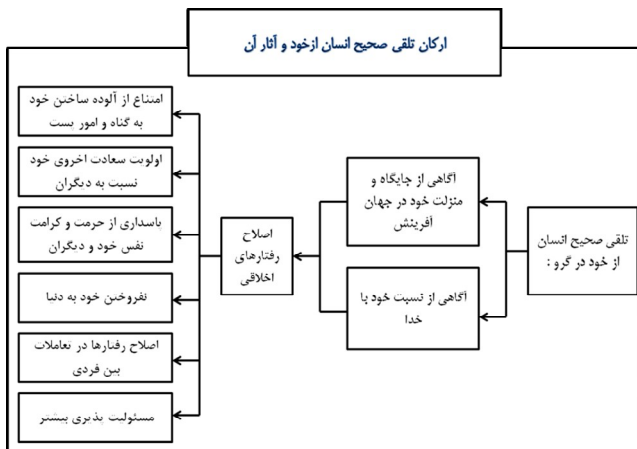 ارکان تلقی صحیح انسان ازخود و آثار آن
تلقی صحیح انسان
از خود در گرو :
آگاهی از جایگاه و
منزلت خود در جهان
آفرینش
آگاهی از نسبت خود با
خدا
اصلاح
رفتارهای
اخلاقی
امتناع از آلوده ساختن خود
به گناه و امور پست
اولویت سعادت اخروی خود
نسبت به دیگران
پاسداری از حرمت و کرامت
نفس خود و دیگران
نفروختن خود به دنیا
اصلاح رفتارها در تعاملات
بین فردی
مسئولیت پذیری بیشتر